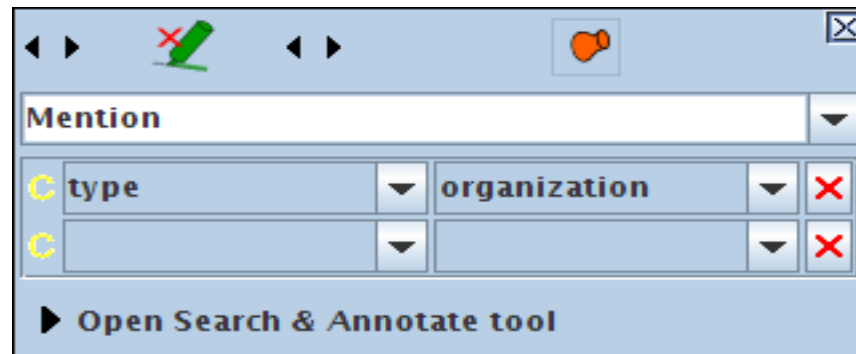 Mention
C type organization
C
Open Search & Annotate tool